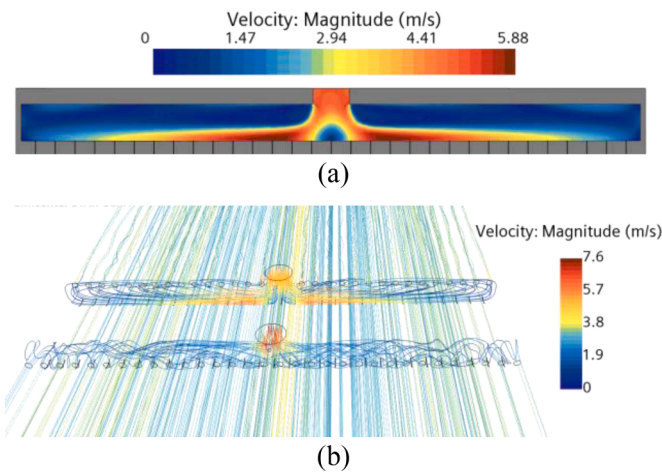 Velocity: Magnitude (m/s)
0 1.47 2.94 4.41 5.88
(a)
Velocity: Magnitude (m/s)
7.6
5.7
3.8
1.9
0
(b)